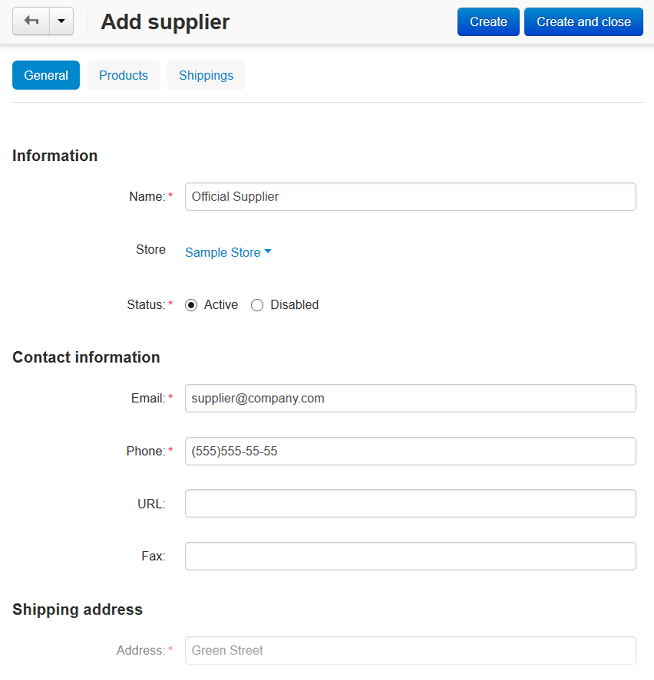 Add supplier
Create
Create and close
General
Products
Shippings
Information
Name: *
Official Supplier
Store
Sample Store
Status: *
Active
Disabled
Contact information
Email: *
supplier@company.com
Phone: *
(555)555-55-55
URL:
Fax:
Shipping address
Address: *
Green Street